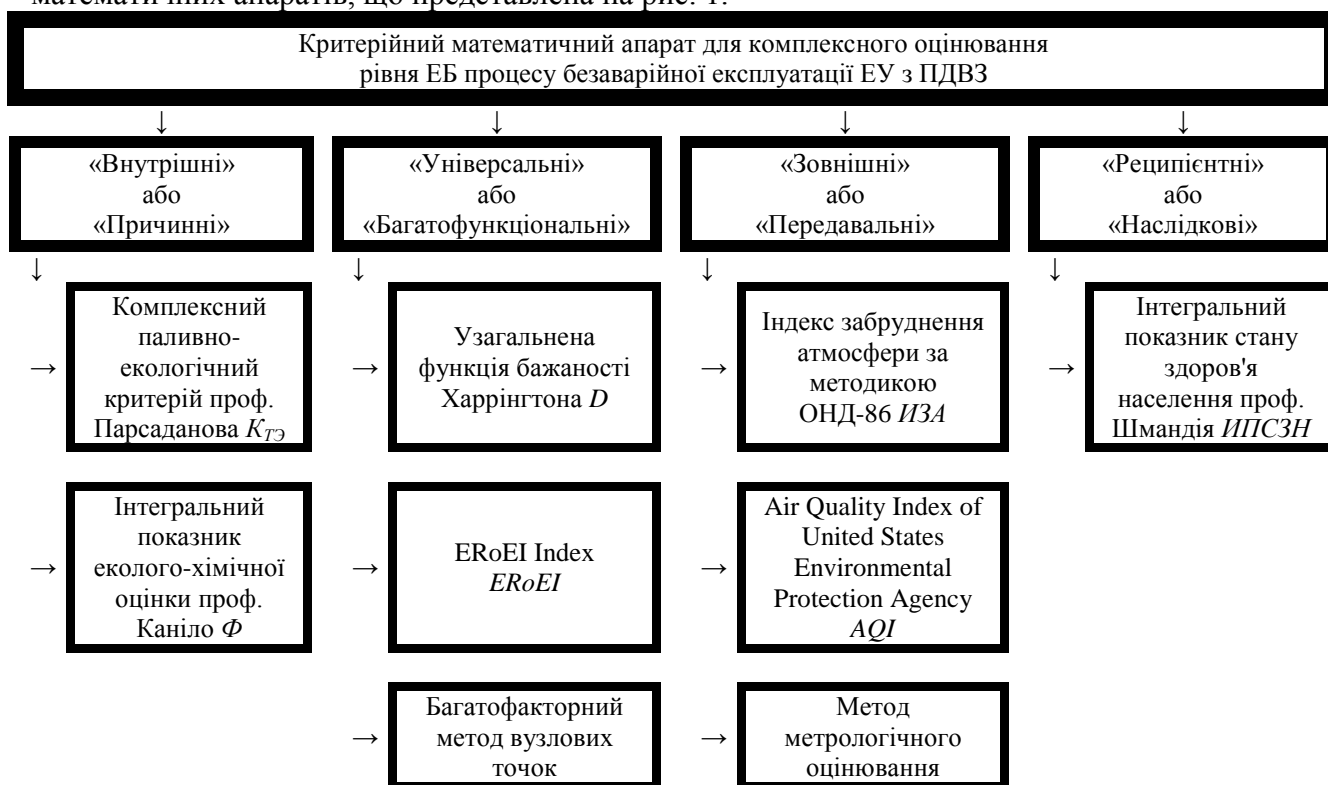 математичних апаратів, що представлена на рис. 1.
Критерійний математичний апарат для комплексного оцінювання
рівня ЕБ процесу безаварійної експлуатації ЕУ з ПДВЗ
↓ ↓ ↓ ↓
«Внутрішні»
або
«Причинні»
«Універсальні»
або
«Багатофункціональні»
«Зовнішні»
або
«Передавальні»
«Реципієнтні»
або
«Наслідкові»
↓ ↓ ↓ ↓
→
Комплексний
паливно-
екологічний
критерій проф.
Парсаданова К_ТЭ
→
Узагальнена
функція бажаності
Харрінгтона D
→
Індекс забруднення
атмосфери за
методикою
ОНД-86 ИЗА
→
Інтегральний
показник стану
здоров'я
населення проф.
Шмандія ИПСЗН
→
Інтегральний
показник
еколого-хімічної
оцінки проф.
Каніло Ф
→
ERoEI Index
ERoEI
→
Air Quality Index of
United States
Environmental
Protection Agency
AQI
→
Багатофакторний
метод вузлових
точок
→
Метод
метрологічного
оцінювання